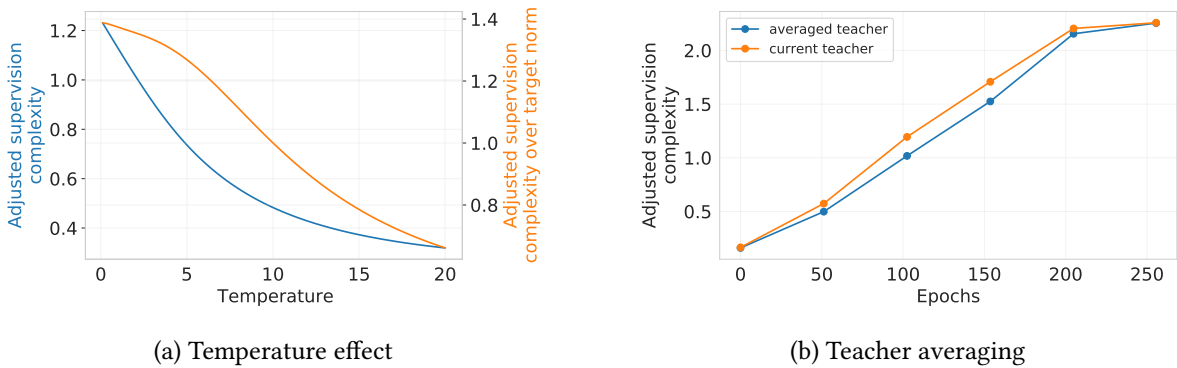 1.2
1.0
0.8
0.6
0.4
Adjusted supervision
complexity
1.4
1.2
1.0
0.8
Adjusted supervision
complexity over target norm
0
5
10
15
20
Temperature
(a) Temperature effect
averaged teacher
current teacher
2.0
1.5
1.0
0.5
Adjusted supervision
complexity
0
50
100
150
200
250
Epochs
(b) Teacher averaging